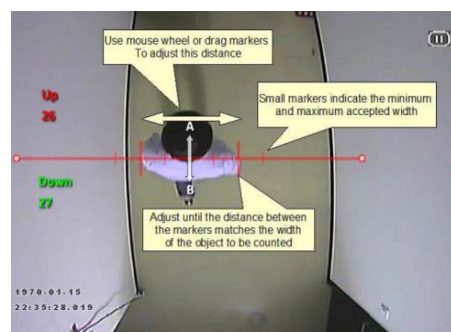 Use mouse wheel or drag markers
To adjust this distance
Up
26
Small markers indicate the minimum
and maximum accepted width
A
Down
27
B
Adjust until the distance between
the markers matches the width
of the object to be counted
1970-01-15
22:35:28.019